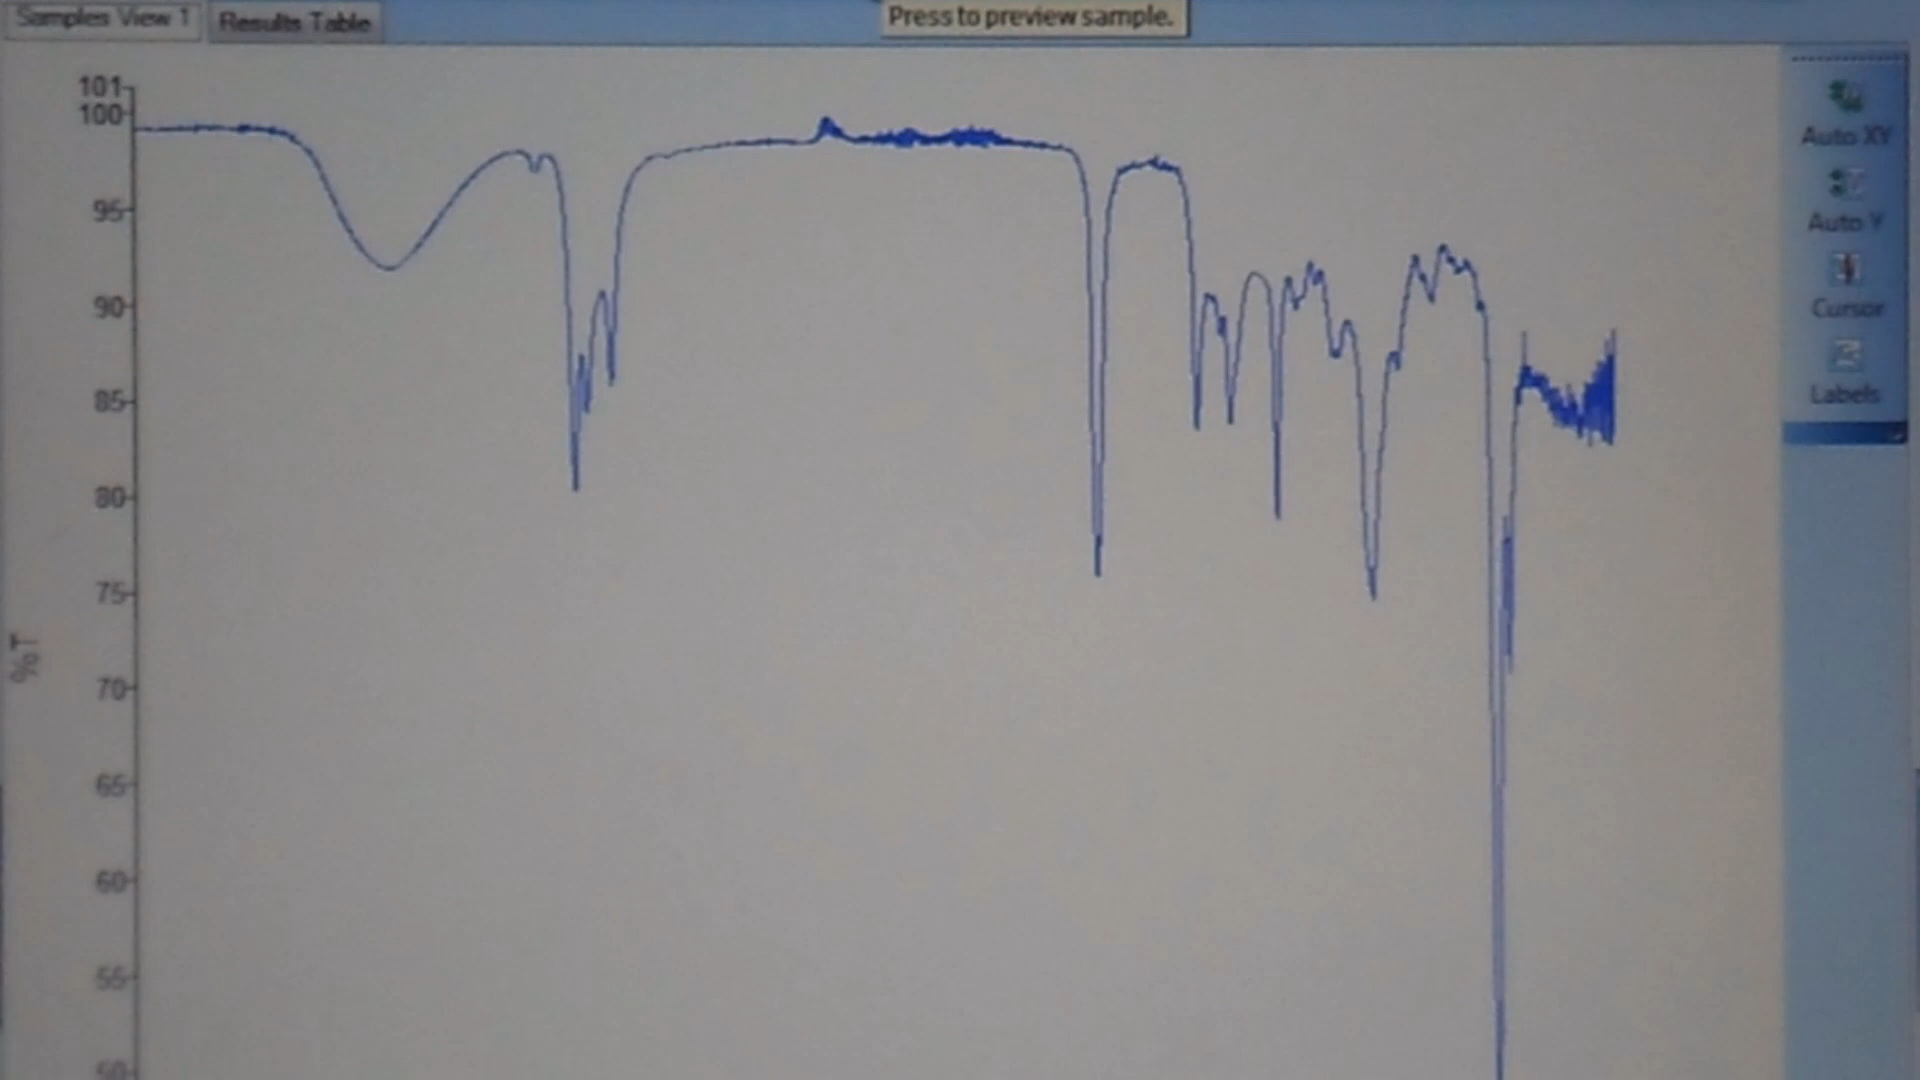 Samples View 1
Results Table
Press to preview sample.
101
100
95
90
85
80
75
70
65
60
55
50
%T
Auto XY
Auto Y
Cursor
Labels